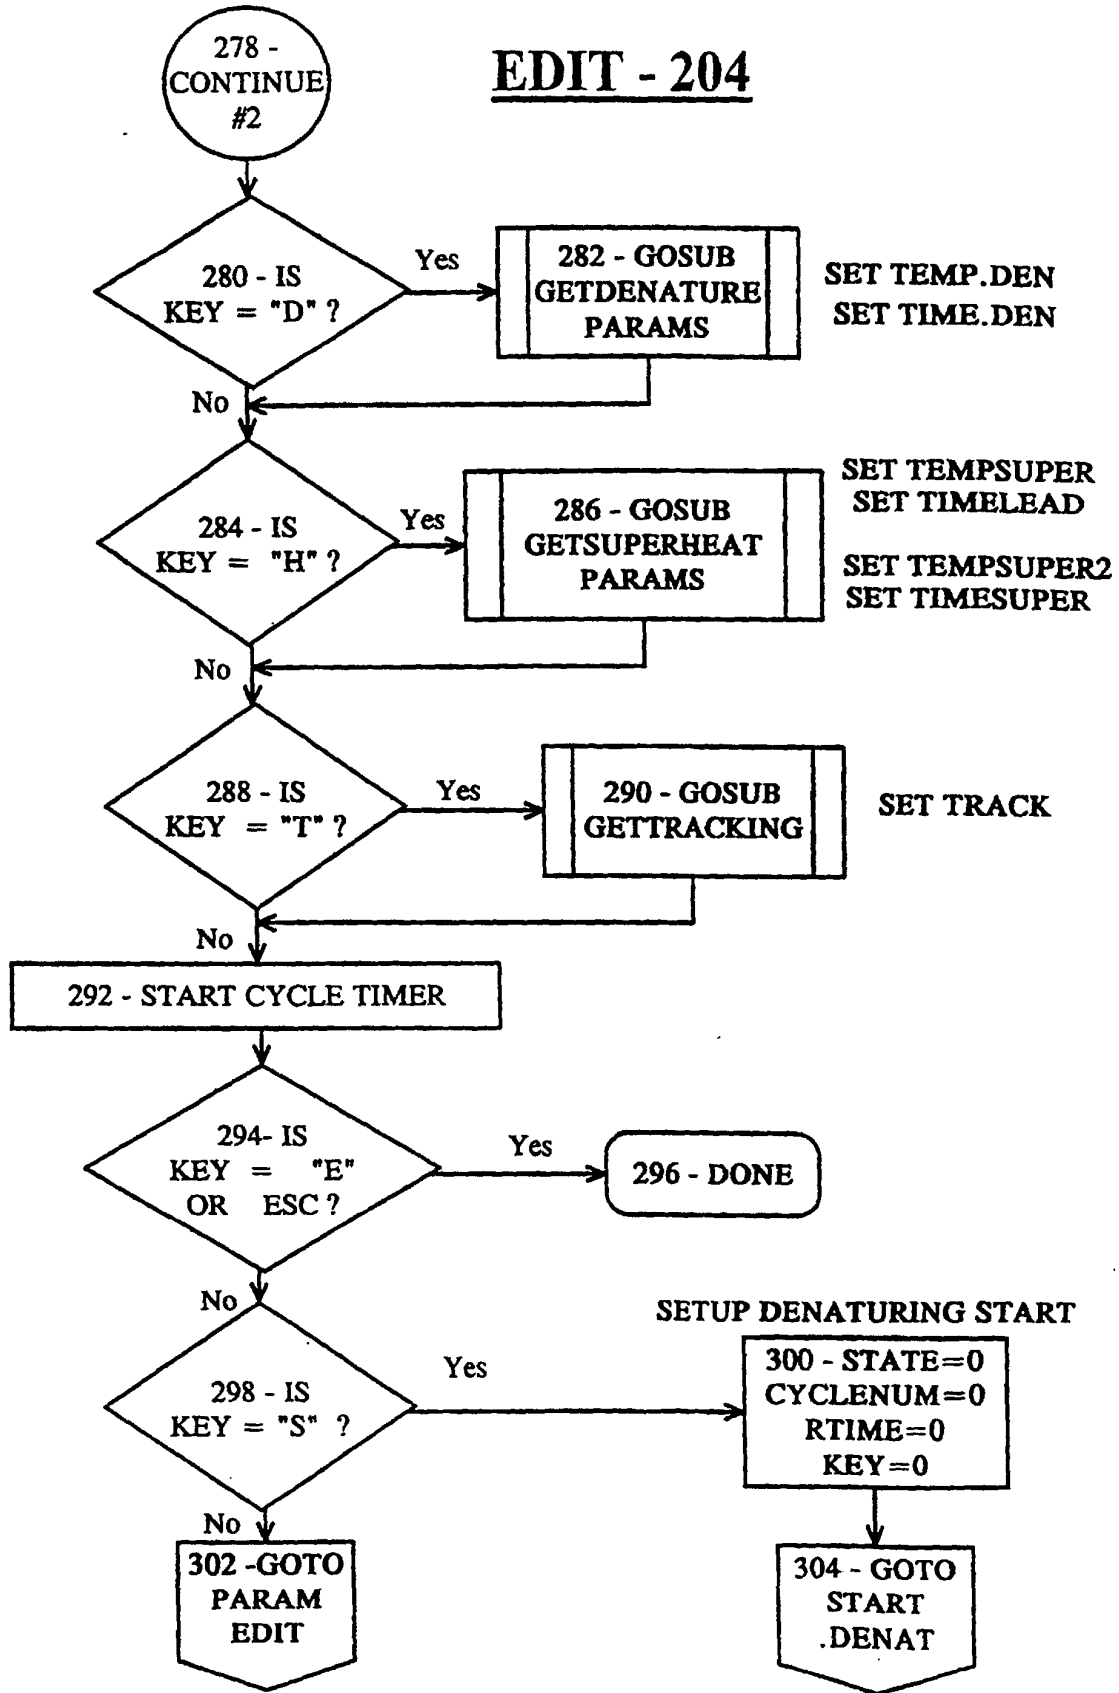 278 -
CONTINUE
#2
EDIT - 204
280 - IS
KEY = "D" ?
Yes
282 - GOSUB
GETDENATURE
PARAMS
SET TEMP.DEN
SET TIME.DEN
No
284 - IS
KEY = "H" ?
Yes
286 - GOSUB
GETSUPERHEAT
PARAMS
SET TEMPSUPER
SET TIMELEAD
SET TEMPSUPER2
SET TIMESUPER
No
288 - IS
KEY = "T" ?
Yes
290 - GOSUB
GETTRACKING
SET TRACK
No
292 - START CYCLE TIMER
294- IS
KEY = "E"
OR ESC ?
Yes
296 - DONE
No
298 - IS
KEY = "S" ?
Yes
SETUP DENATURING START
300 - STATE=0
CYCLENUM=0
RTIME=0
KEY=0
No
302 -GOTO
PARAM
EDIT
304 - GOTO
START
.DENAT